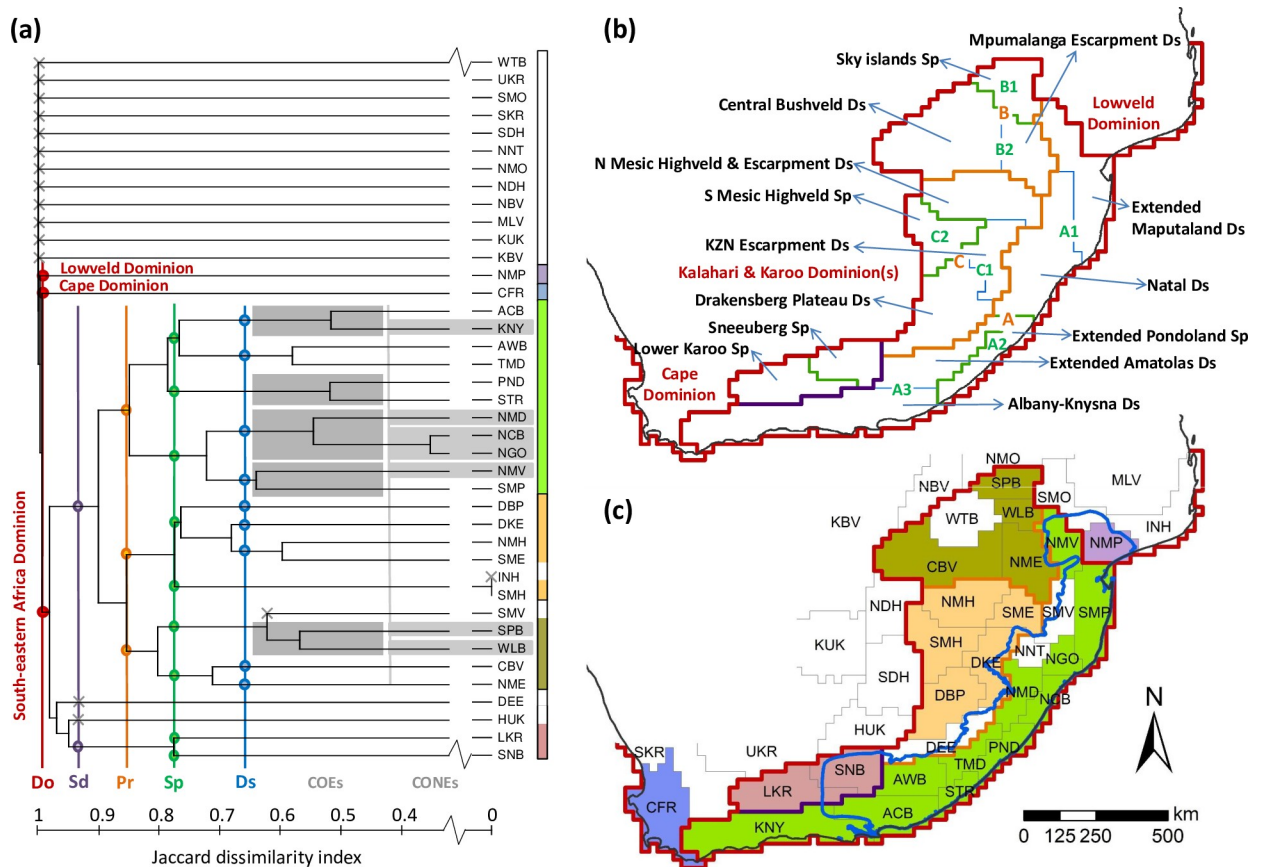 (a)
WTB
UKR
SMO
SKR
SDH
NNT
NMO
NDH
NBV
MLV
KUK
KBV
Lowveld Dominion
NMP
Cape Dominion
CFR
ACB
KNY
AWB
TMD
PND
STR
NMD
NCB
NGO
NMV
SMP
DBP
DKE
NMH
SME
INH
SMH
SMV
SPB
WLB
CBV
NME
DEE
HUK
LKR
SNB
South-eastern Africa Dominion
Do Sd Pr Sp Ds COEs CONEs
1 0.9 0.8 0.7 0.6 0.5 0.4 0
Jaccard dissimilarity index
(b)
Mpumalanga Escarpment Ds
Sky islands Sp
B1
Lowveld
Dominion
Central Bushveld Ds
B
B2
N Mesic Highveld & Escarpment Ds
S Mesic Highveld Sp
Extended
Maputaland Ds
A1
C2
KZN Escarpment Ds
C
C1
Kalahari & Karoo Dominion(s)
Natal Ds
Drakensberg Plateau Ds
A
Sneeuberg Sp
Extended Pondoland Sp
A2
Lower Karoo Sp
Extended Amatolas Ds
Cape
Dominion
A3
Albany-Knysna Ds
(c)
NMO
NBV
SPB
MLV
SMO
KBV
WTB
WLB
INH
NMV
NMP
CBV
NME
NDH
NMH
SME
SMV
SMP
KUK
SMH
NNT
NGO
DKE
SDH
DBP
NMD
NCB
HUK
DEE
PND
SKR
UKR
SNB
TMD
AWB
LKR
STR
CFR
ACB
KNY
N
km
0 125 250 500